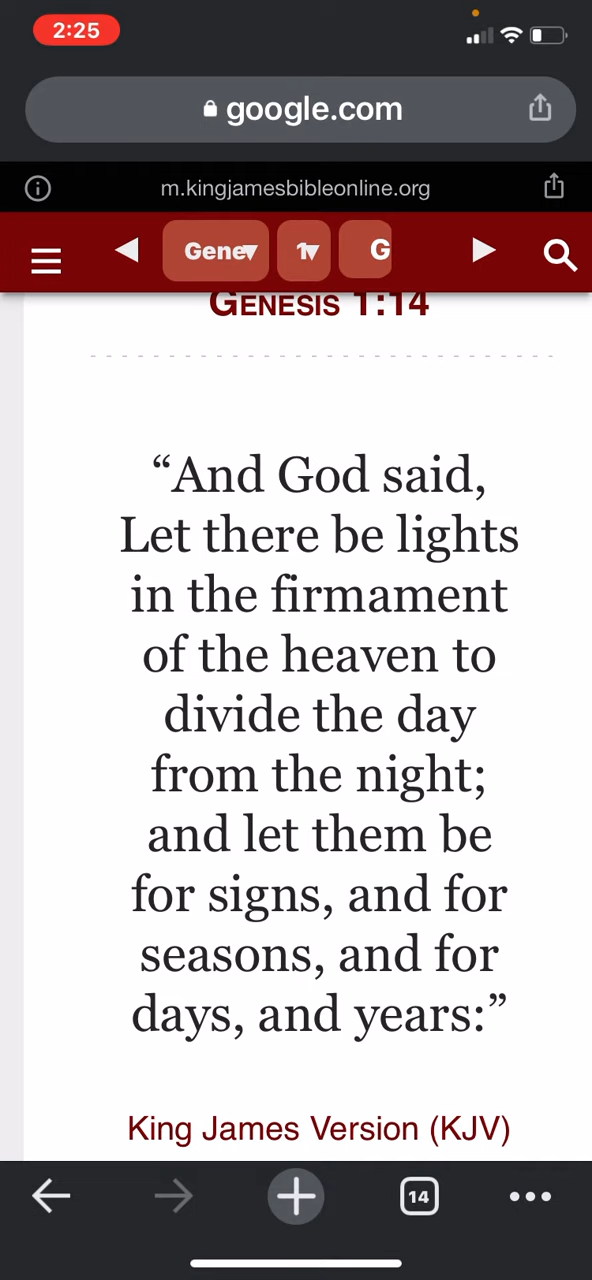 2:25
google.com
m.kingjamesbibleonline.org
Gene
1
G
GENESIS 1:14
“And God said,
Let there be lights
in the firmament
of the heaven to
divide the day
from the night;
and let them be
for signs, and for
seasons, and for
days, and years:”
King James Version (KJV)
14